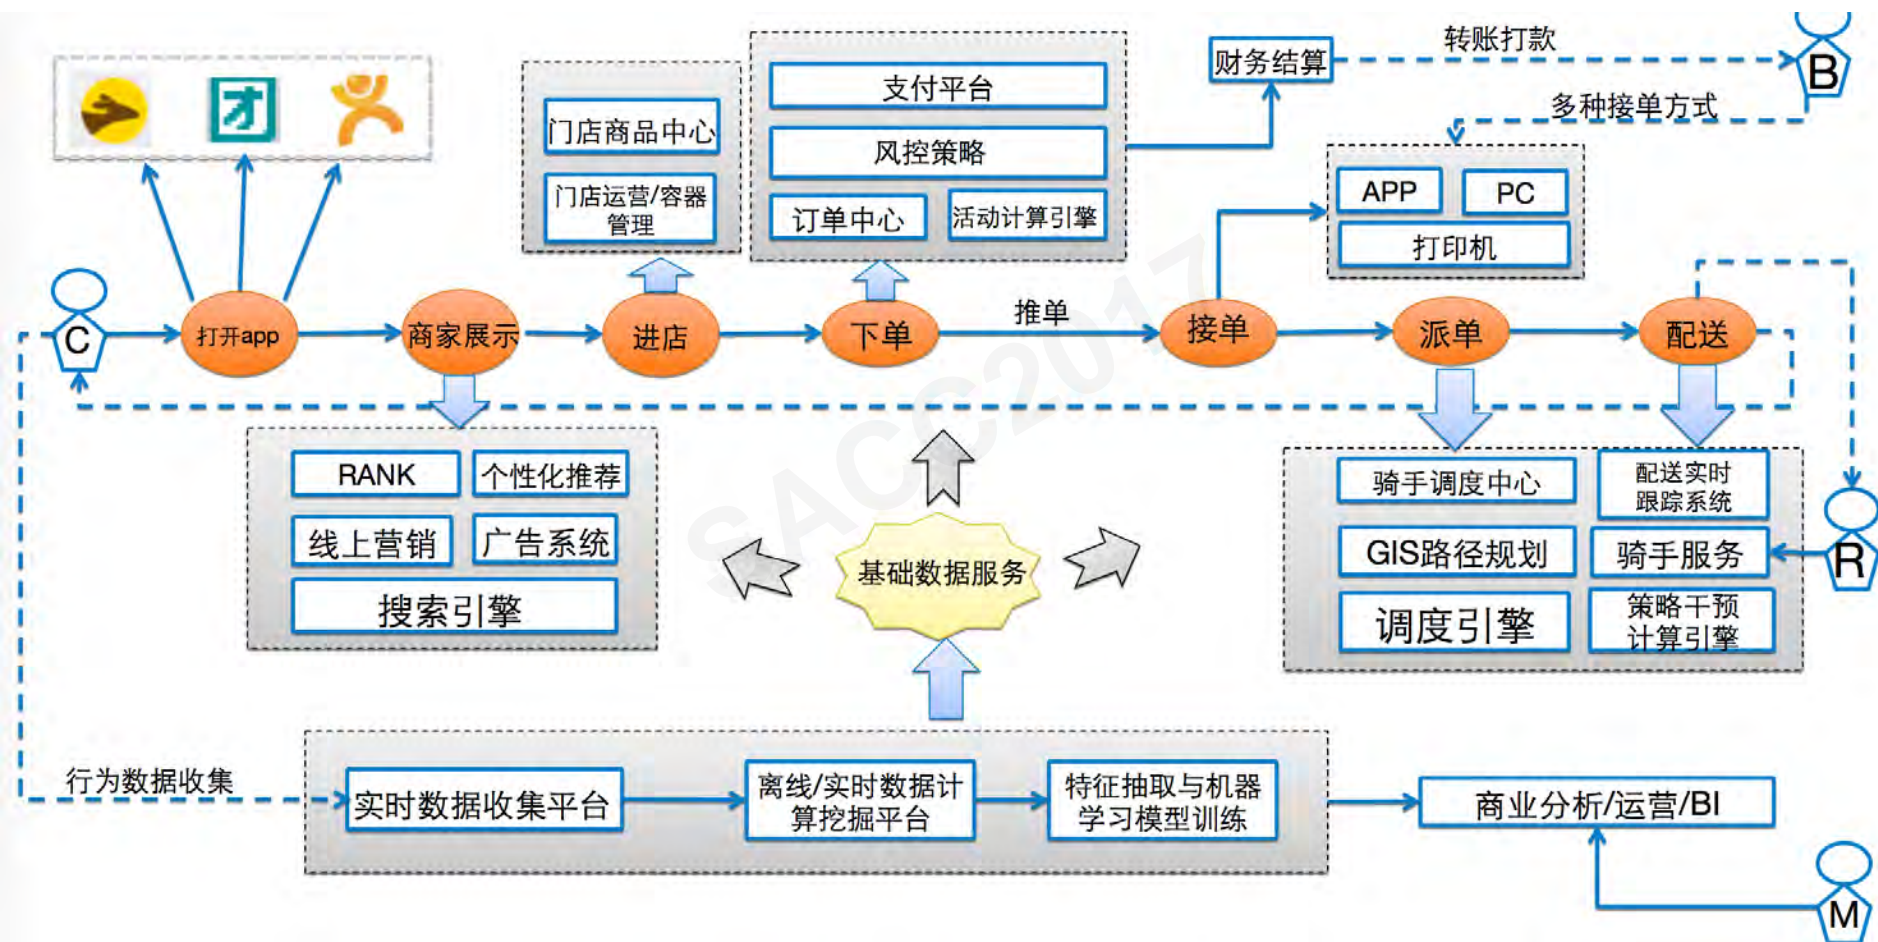 转账打款
B
财务结算
多种接单方式
支付平台
风控策略
订单中心
活动计算引擎
门店商品中心
门店运营/容器
管理
APP
PC
打印机
才
C
打开app
商家展示
进店
下单
推单
接单
派单
配送
SACC2017
RANK
个性化推荐
线上营销
广告系统
搜索引擎
基础数据服务
骑手调度中心
配送实时
跟踪系统
GIS路径规划
骑手服务
调度引擎
策略干预
计算引擎
R
行为数据收集
实时数据收集平台
离线/实时数据计
算挖掘平台
特征抽取与机器
学习模型训练
商业分析/运营/BI
M